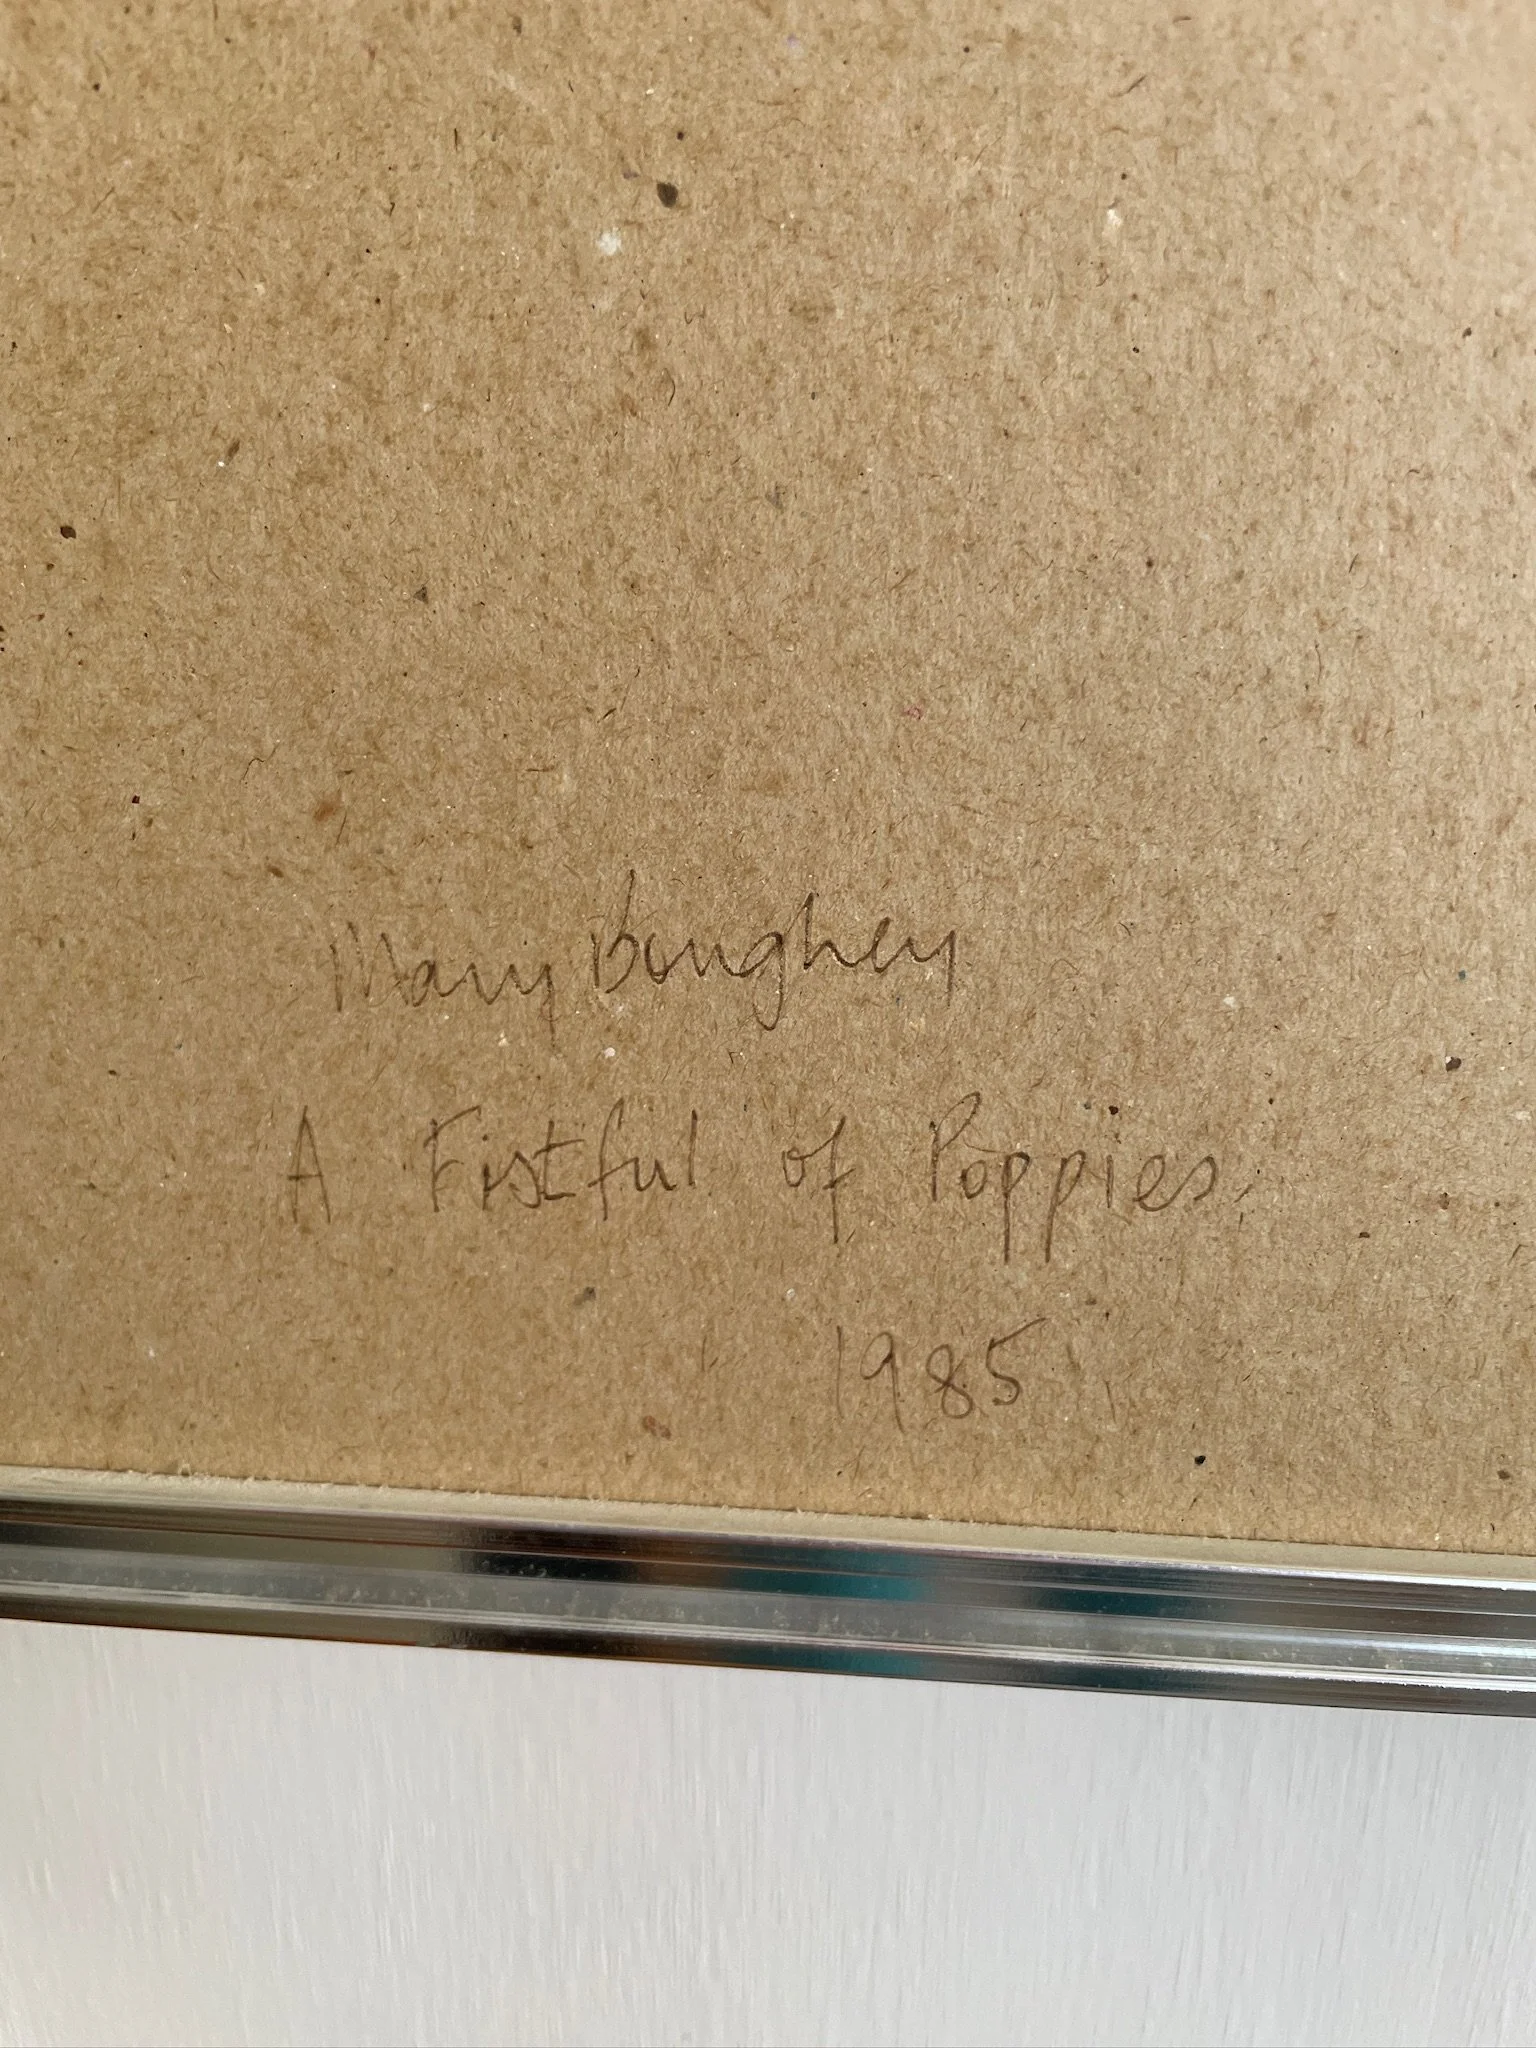 Mary Boughey
A Fistful of Poppies.
1985